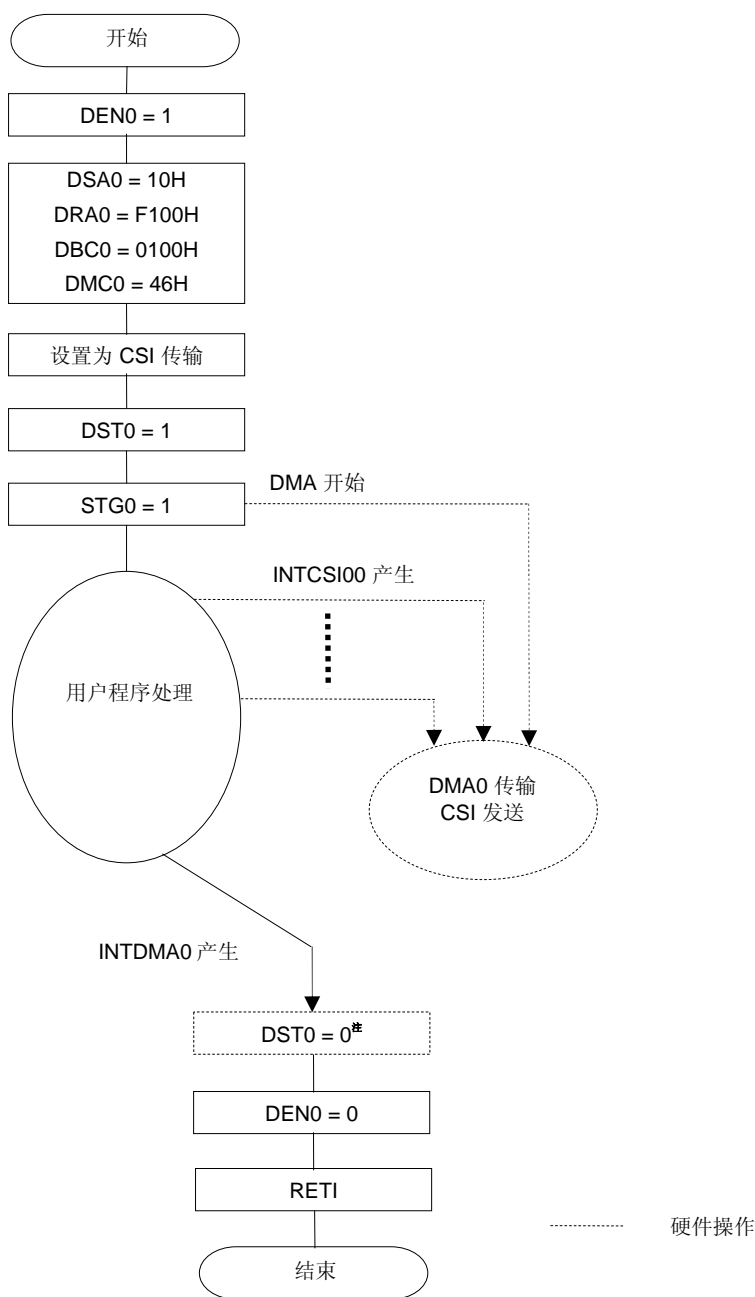 开始
DEN0 = 1
DSA0 = 10H
DRA0 = F100H
DBC0 = 0100H
DMC0 = 46H
设置为 CSI 传输
DST0 = 1
STG0 = 1
DMA 开始
INTCSI00 产生
用户程序处理
DMA0 传输
CSI 发送
INTDMA0 产生
DST0 = 0注
DEN0 = 0
RETI
硬件操作
结束